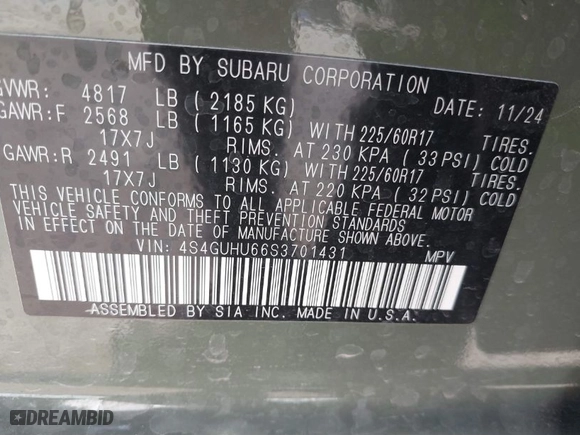 MFD BY SUBARU CORPORATION
GVWR: 4817 LB ( 2185 KG) DATE: 11/24
GAWR:F 2568 LB ( 1165 KG) WITH 225/60R17 TIRES.
17X7J RIMS. AT 230 KPA ( 33 PSI) COLD
GAWR:R 2491 LB ( 1130 KG) WITH 225/60R17 TIRES.
17X7J RIMS. AT 220 KPA ( 32 PSI) COLD
THIS VEHICLE CONFORMS TO ALL APPLICABLE FEDERAL MOTOR
VEHICLE SAFETY AND THEFT PREVENTION STANDARDS
IN EFFECT ON THE DATE OF MANUFACTURE SHOWN ABOVE.
VIN: 4S4GUHU66S3701431 MPV
ASSEMBLED BY SIA INC. MADE IN U.S.A.
DREAMBID